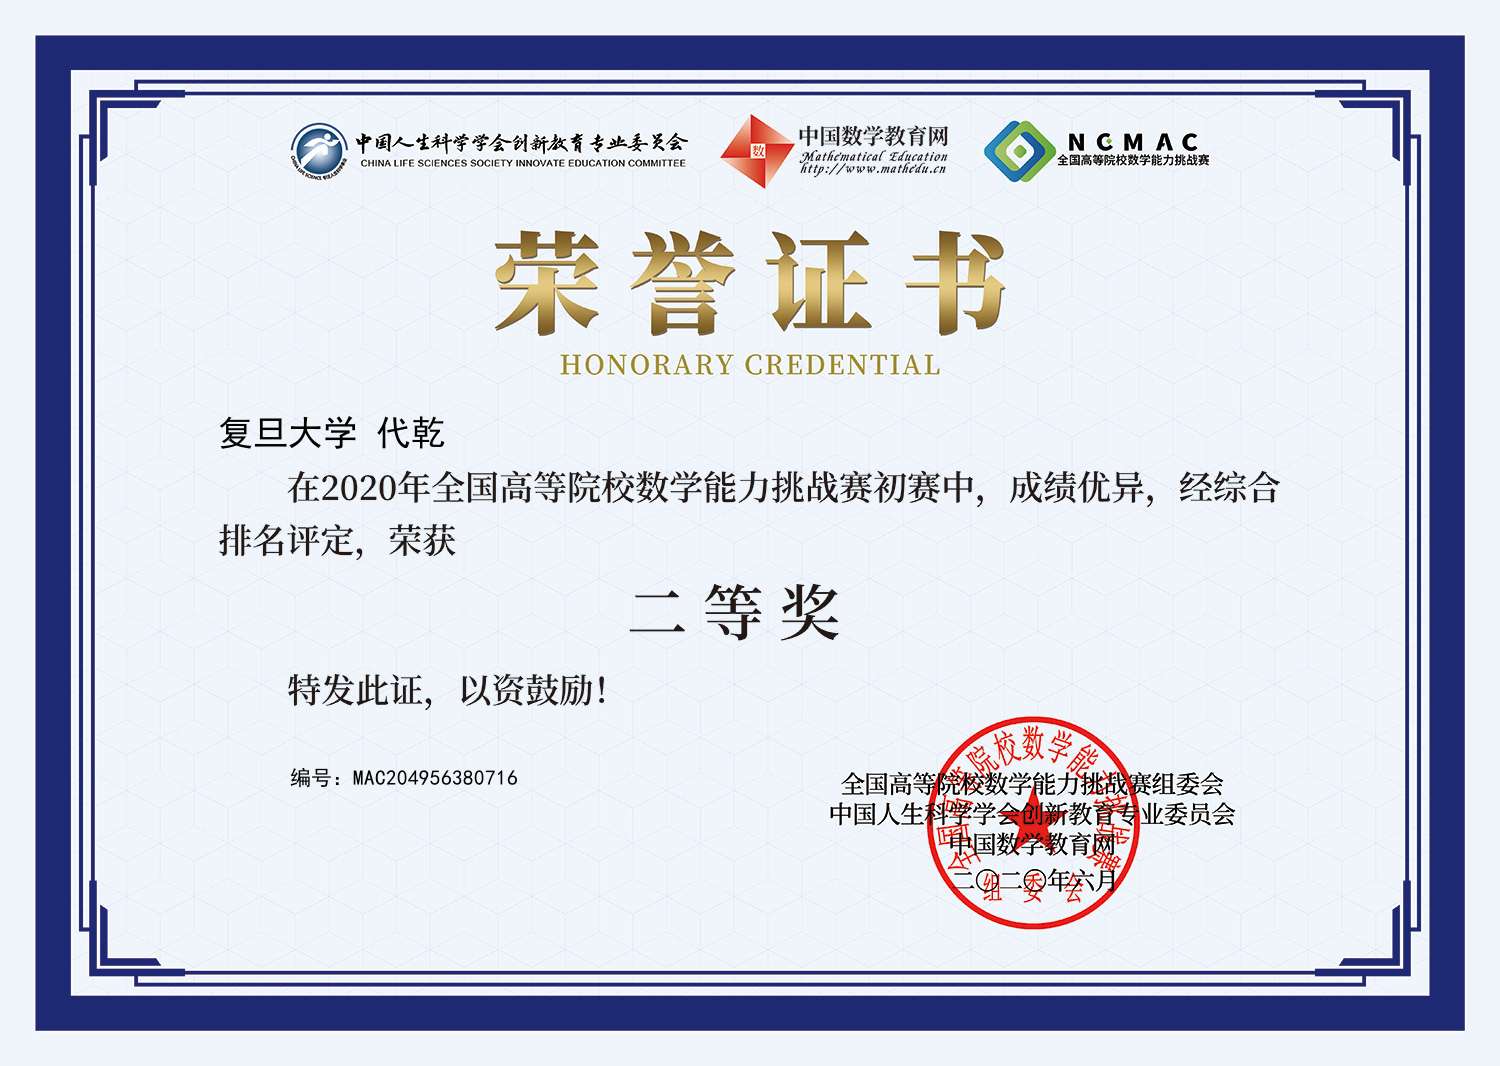 中国人生科学学会创新教育专业委员会
CHINA LIFE SCIENCES SOCIETY INNOVATE EDUCATION COMMITTEE
数
中国数学教育网
Mathematical Education
http://www.mathedu.cn
NCMAC
全国高等院校数学能力挑战赛
荣誉证书
HONORARY CREDENTIAL
复旦大学 代乾
在2020年全国高等院校数学能力挑战赛初赛中，成绩优异，经综合
排名评定，荣获
二等奖
特发此证，以资鼓励！
编号：MAC204956380716
全国高等院校数学能力挑战赛组委会
中国人生科学学会创新教育专业委员会
中国数学教育网
二〇二〇年六月
全国高等院校数学能力挑战赛
组委会